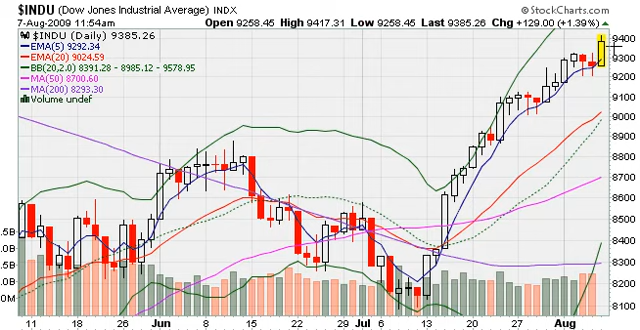 $INDU (Dow Jones Industrial Average) INDX © StockCharts.com
7-Aug-2009 11:54am Open 9258.45 High 9417.31 Low 9258.45 Last 9385.26 Chg +129.00 (+1.39%)
$INDU (Daily) 9385.26
EMA(5) 9292.34
EMA(20) 9024.59
BB(20,2.0) 8391.28 - 8985.12 - 9578.95
MA(50) 8700.60
MA(200) 8293.30
Volume undef
9400
9300
9200
9100
9000
8900
8800
8700
8600
8500
8400
8300
8200
8100
.5B
.0B
.5B
.0B
0M
11 18 26 Jun 8 15 22 Jul 6 13 20 27 Aug